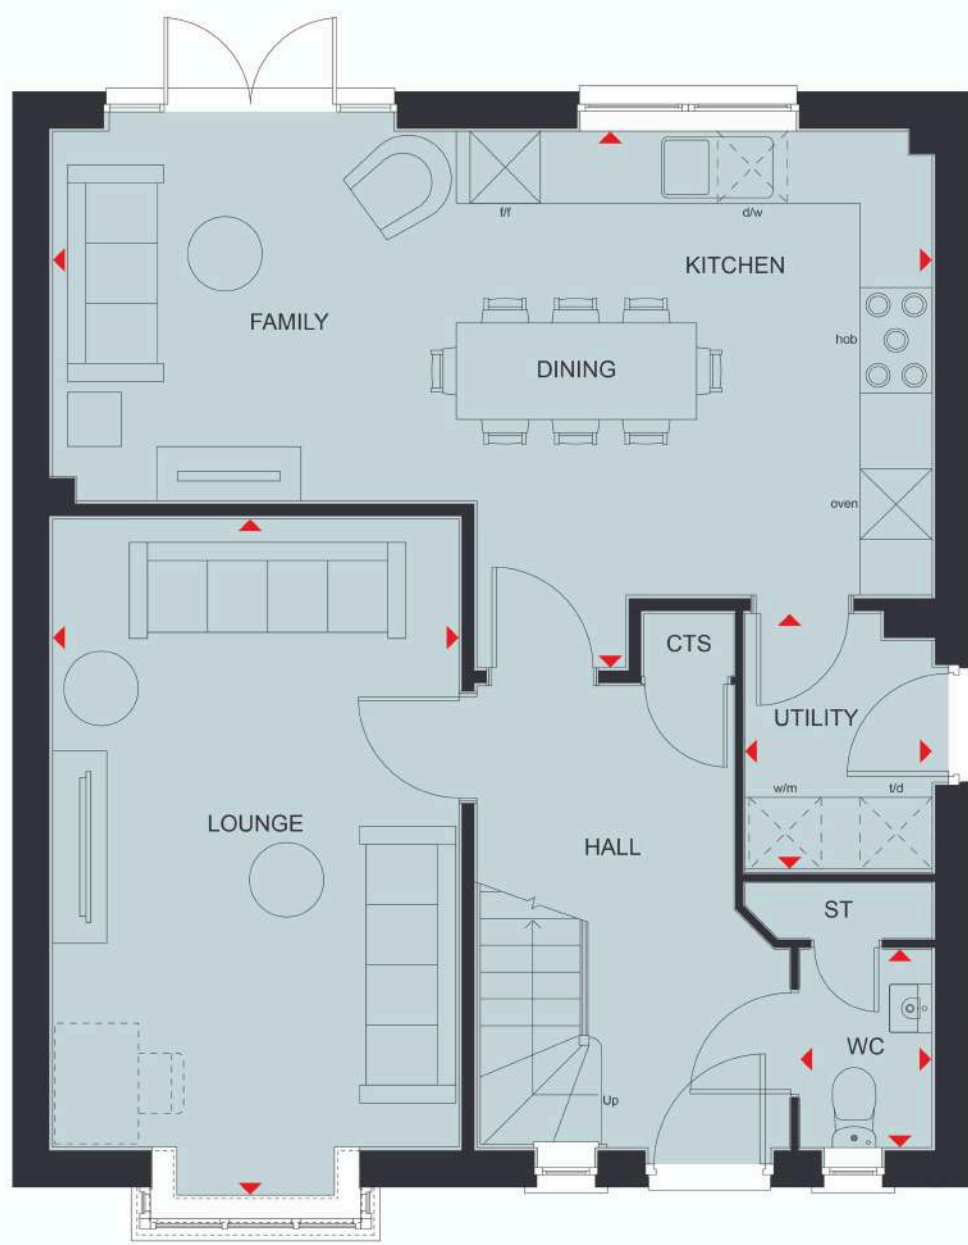 f/f
d/w
KITCHEN
FAMILY
hob
DINING
oven
CTS
UTILITY
w/m
t/d
LOUNGE
HALL
ST
WC
Up